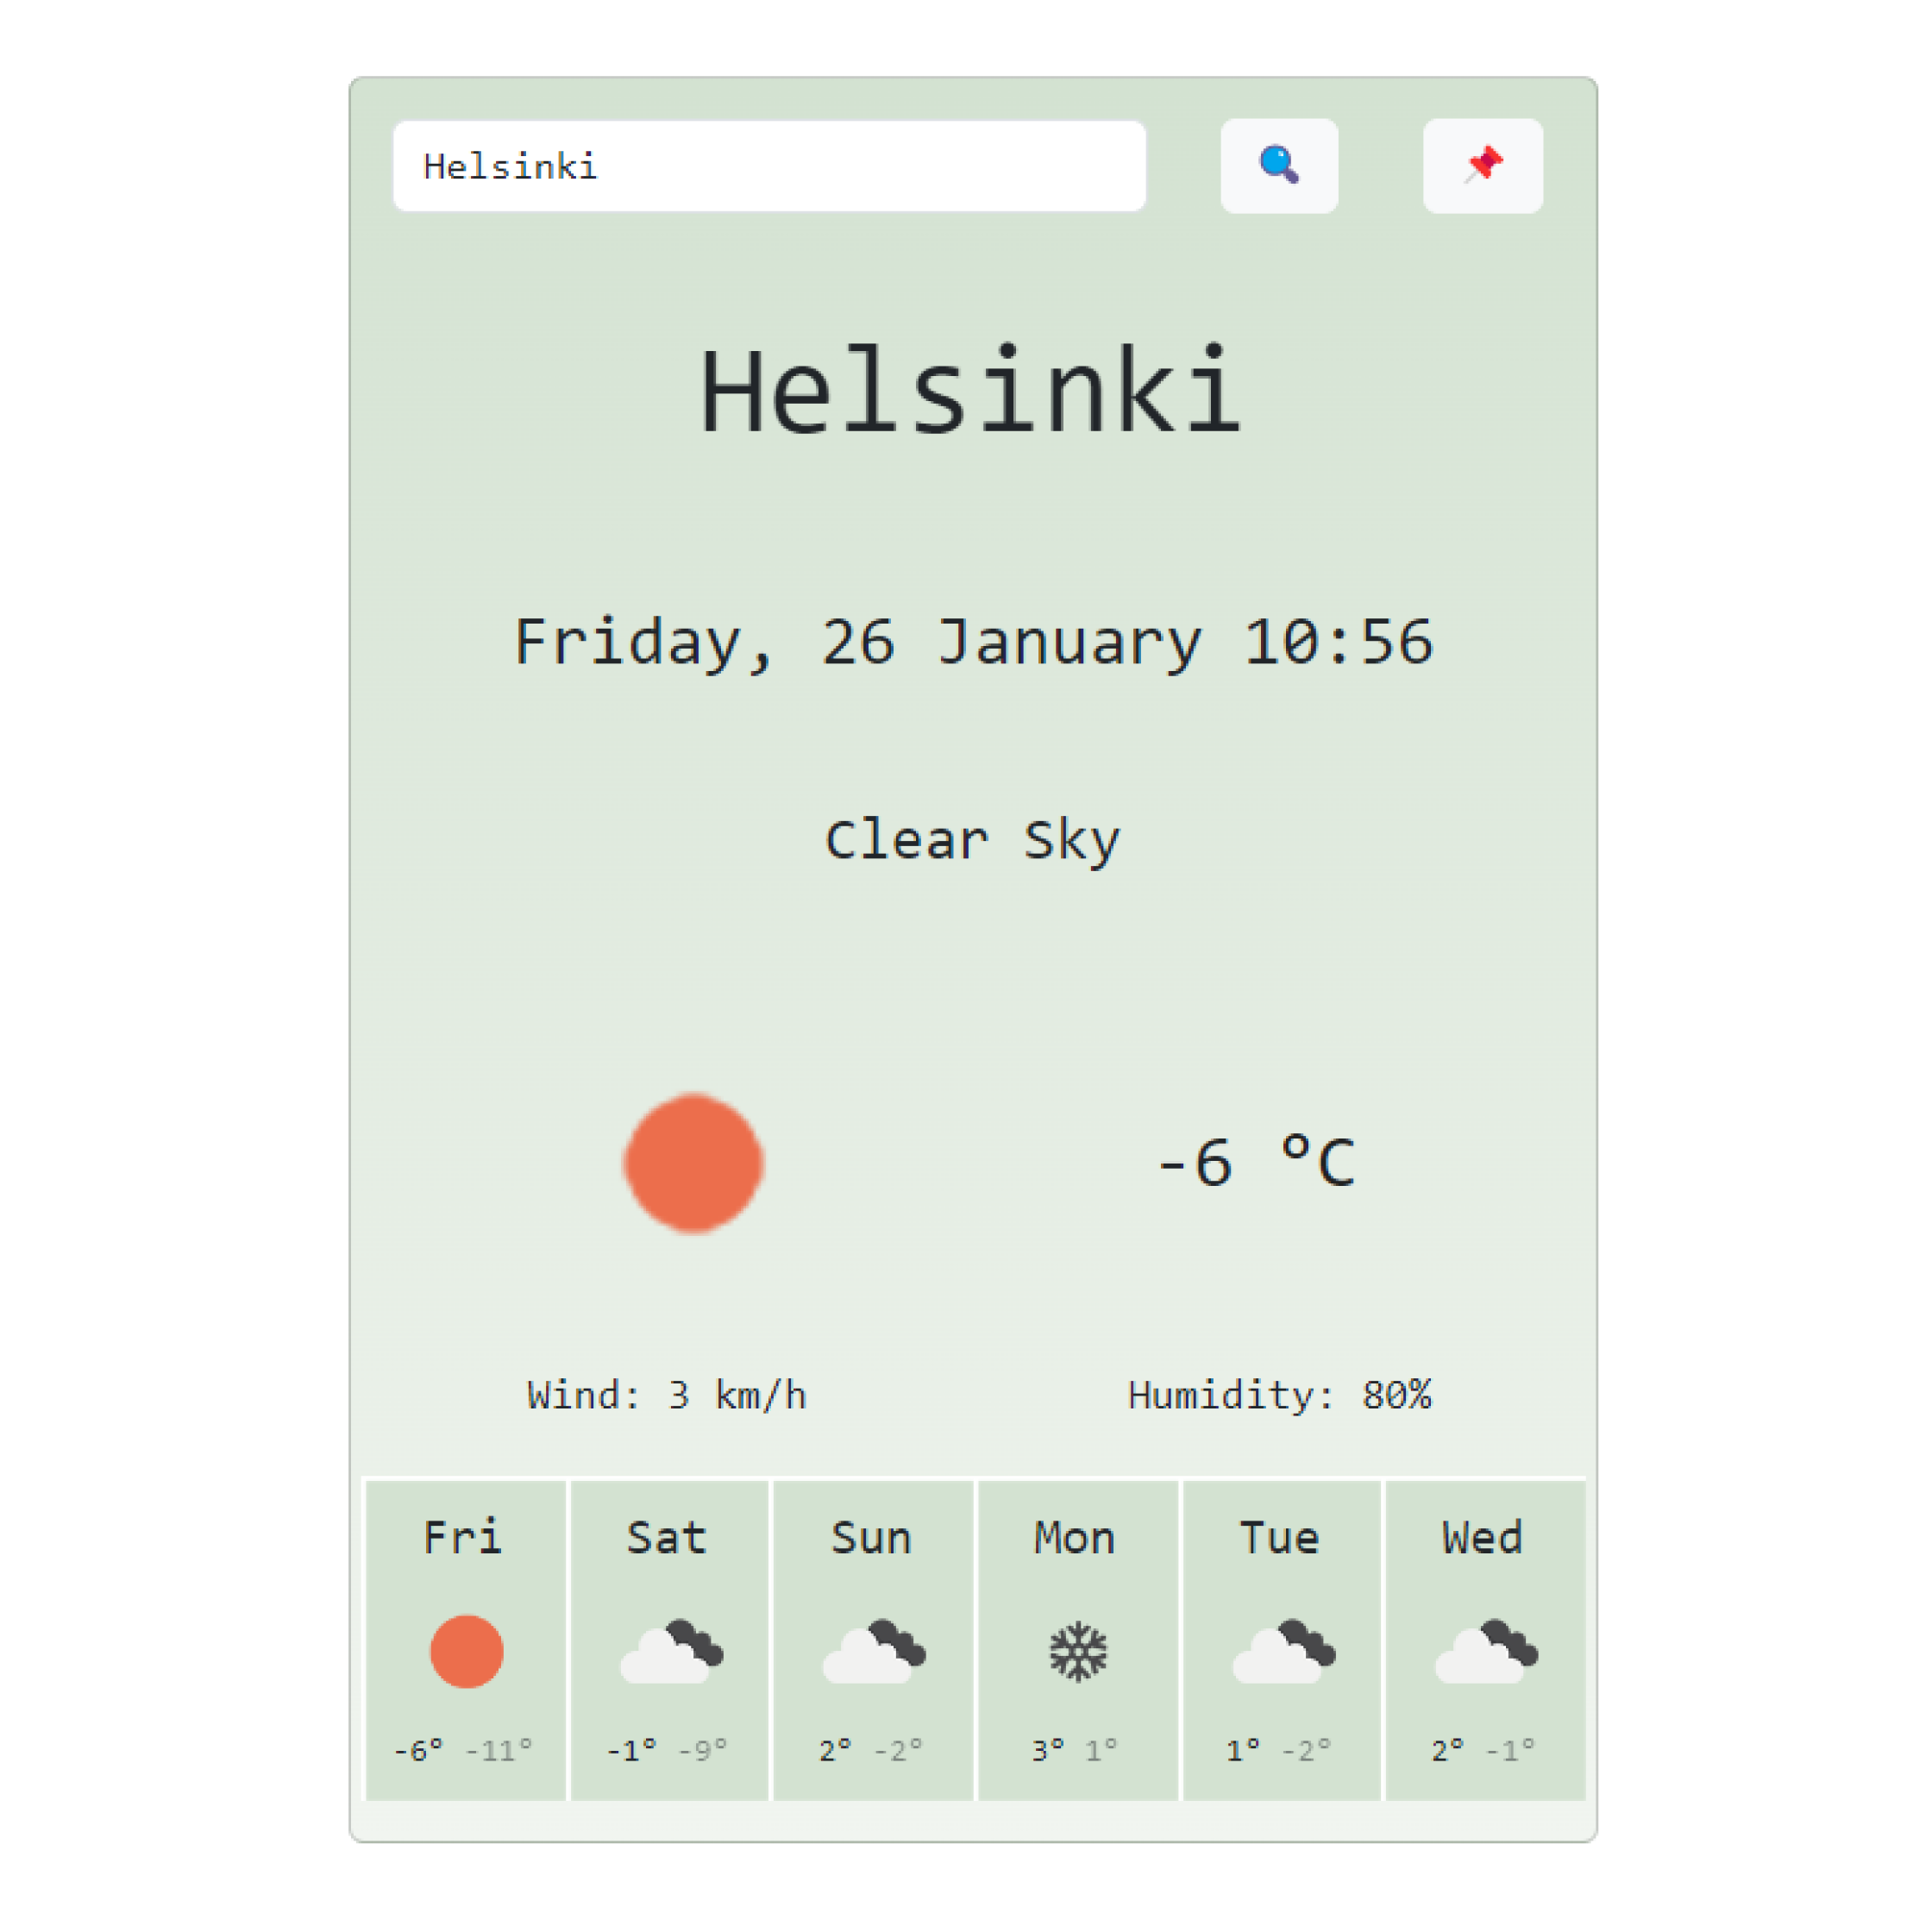 Helsinki
Helsinki
Friday, 26 January 10:56
Clear Sky
-6 °C
Wind: 3 km/h Humidity: 80%
Fri Sat Sun Mon Tue Wed
-6° -11° -1° -9° 2° -2° 3° 1° 1° -2° 2° -1°